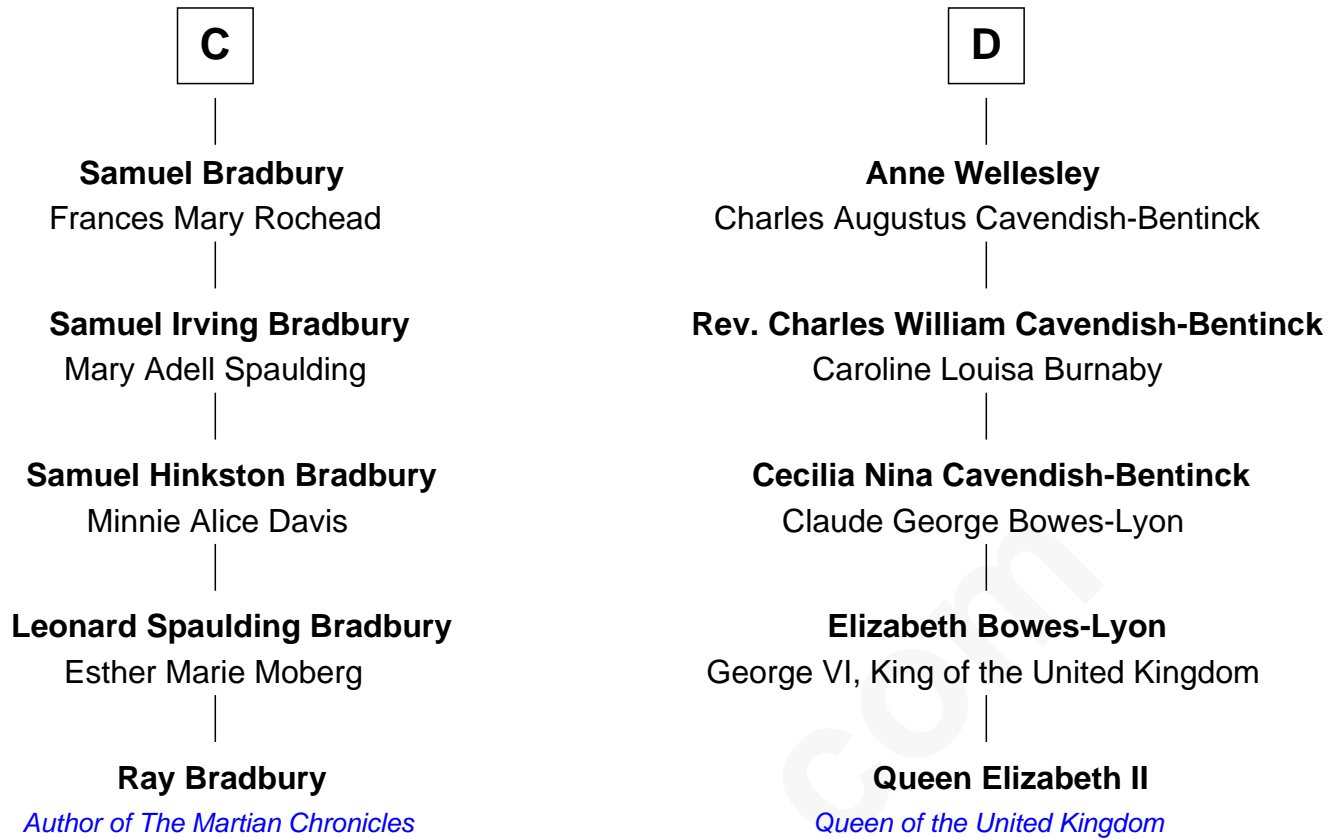 C
Samuel Bradbury
Frances Mary Rochead
Samuel Irving Bradbury
Mary Adell Spaulding
Samuel Hinkston Bradbury
Minnie Alice Davis
Leonard Spaulding Bradbury
Esther Marie Moberg
Ray Bradbury
Author of The Martian Chronicles
D
Anne Wellesley
Charles Augustus Cavendish-Bentinck
Rev. Charles William Cavendish-Bentinck
Caroline Louisa Burnaby
Cecilia Nina Cavendish-Bentinck
Claude George Bowes-Lyon
Elizabeth Bowes-Lyon
George VI, King of the United Kingdom
Queen Elizabeth II
Queen of the United Kingdom
com